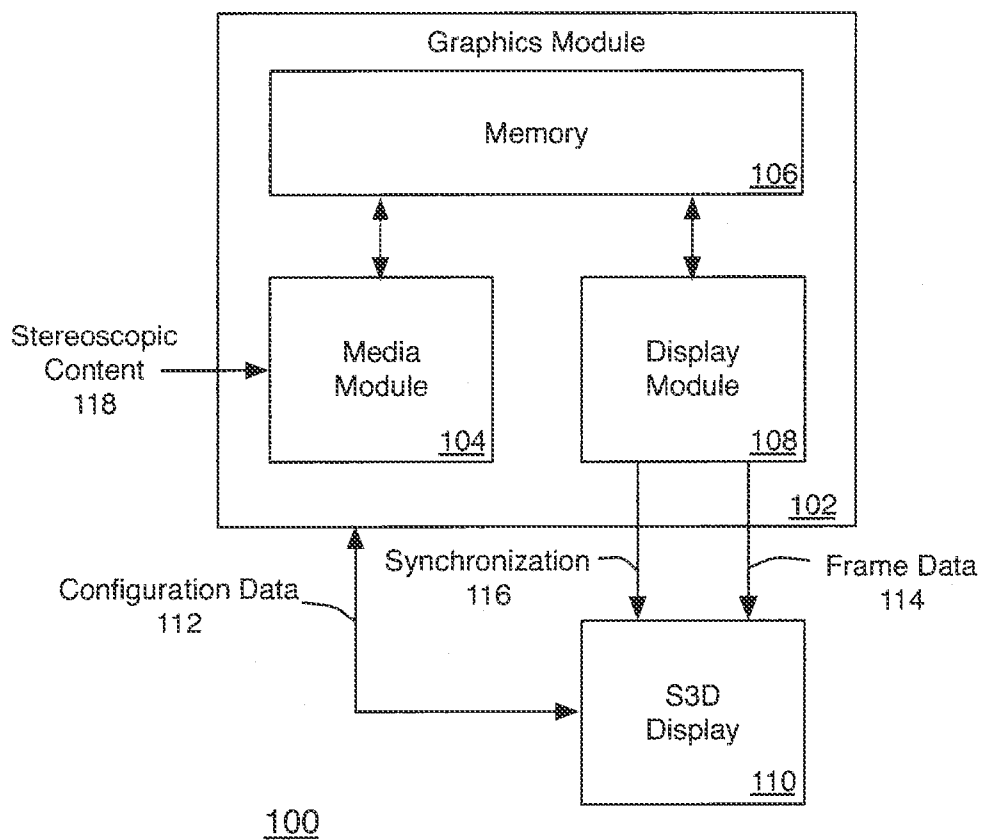 Graphics Module
Memory
106
Stereoscopic
Content
118
Media
Module
104
Display
Module
108
102
Synchronization
116
Frame Data
114
Configuration Data
112
S3D
Display
110
100